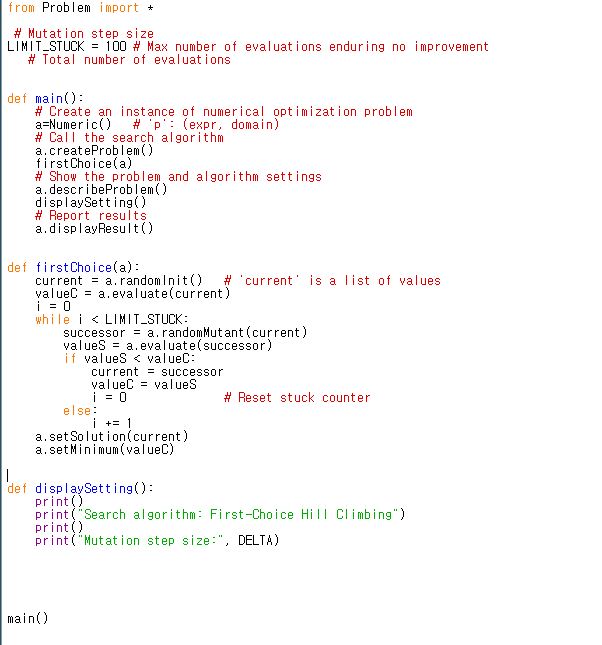 from Problem import *
# Mutation step size
LIMIT_STUCK = 100 # Max number of evaluations enduring no improvement
# Total number of evaluations
def main():
# Create an instance of numerical optimization problem
a=Numeric()   # 'p': (expr, domain)
# Call the search algorithm
a.createProblem()
firstChoice(a)
# Show the problem and algorithm settings
a.describeProblem()
displaySetting()
# Report results
a.displayResult()
def firstChoice(a):
current = a.randomInit()   # 'current' is a list of values
valueC = a.evaluate(current)
i = 0
while i < LIMIT_STUCK:
successor = a.randomMutant(current)
valueS = a.evaluate(successor)
if valueS < valueC:
current = successor
valueC = valueS
i = 0              # Reset stuck counter
else:
i += 1
a.setSolution(current)
a.setMinimum(valueC)
def displaySetting():
print()
print("Search algorithm: First-Choice Hill Climbing")
print()
print("Mutation step size:", DELTA)
main()